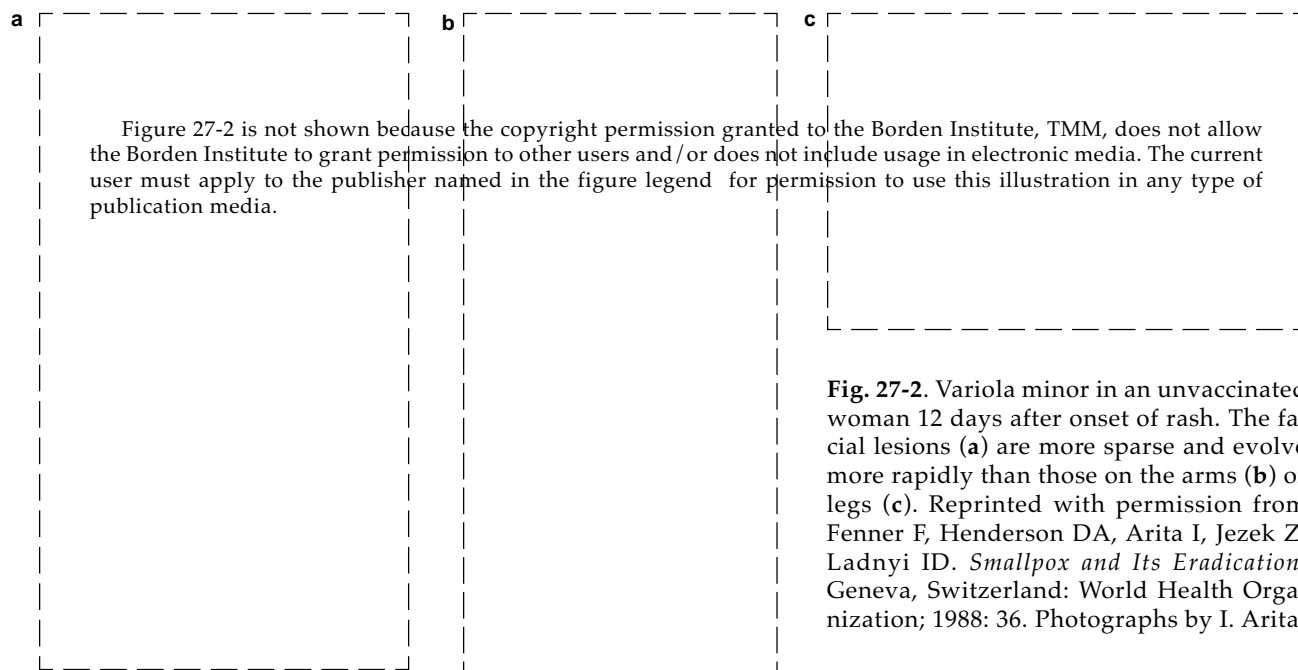 a
b
c
Figure 27-2 is not shown because the copyright permission granted to the Borden Institute, TMM, does not allow
the Borden Institute to grant permission to other users and/or does not include usage in electronic media. The current
user must apply to the publisher named in the figure legend for permission to use this illustration in any type of
publication media.
Fig. 27-2. Variola minor in an unvaccinated
woman 12 days after onset of rash. The fa
cial lesions (a) are more sparse and evolve
more rapidly than those on the arms (b) o
legs (c). Reprinted with permission from
Fenner F, Henderson DA, Arita I, Jezek Z
Ladnyi ID. Smallpox and Its Eradication
Geneva, Switzerland: World Health Orga
nization; 1988: 36. Photographs by I. Arita